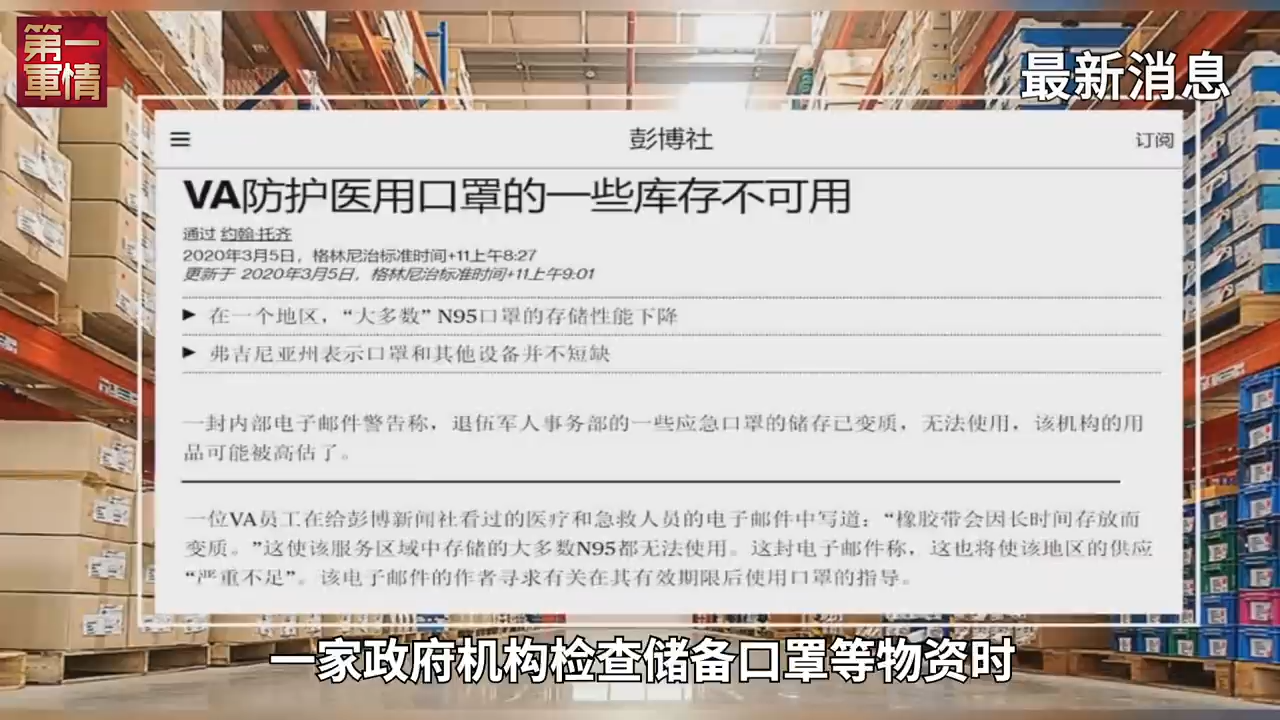 第一
軍情
最新消息
彭博社
订阅
VA防护医用口罩的一些库存不可用
通过 约翰·托齐
2020年3月5日，格林尼治标准时间+11上午8:27
更新于 2020年3月5日，格林尼治标准时间+11上午9:01
在一个地区，“大多数” N95口罩的存储性能下降
弗吉尼亚州表示口罩和其他设备并不短缺
一封内部电子邮件警告称，退伍军人事务部的一些应急口罩的储存已变质，无法使用，该机构的用
品可能被高估了。
一位VA员工在给彭博新闻社看过的医疗和急救人员的电子邮件中写道：“橡胶带会因长时间存放而
变质。”这使该服务区域中存储的大多数N95都无法使用。这封电子邮件称，这也将使该地区的供应
“严重不足”。该电子邮件的作者寻求有关在其有效期限后使用口罩的指导。
一家政府机构检查储备口罩等物资时